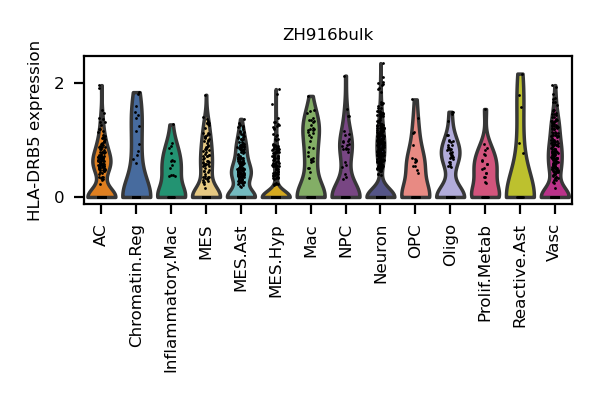 ZH916bulk
HLA-DRB5 expression
2
0
AC
Chromatin.Reg
Inflammatory.Mac
MES
MES.Ast
MES.Hyp
Mac
NPC
Neuron
OPC
Oligo
Prolif.Metab
Reactive.Ast
Vasc